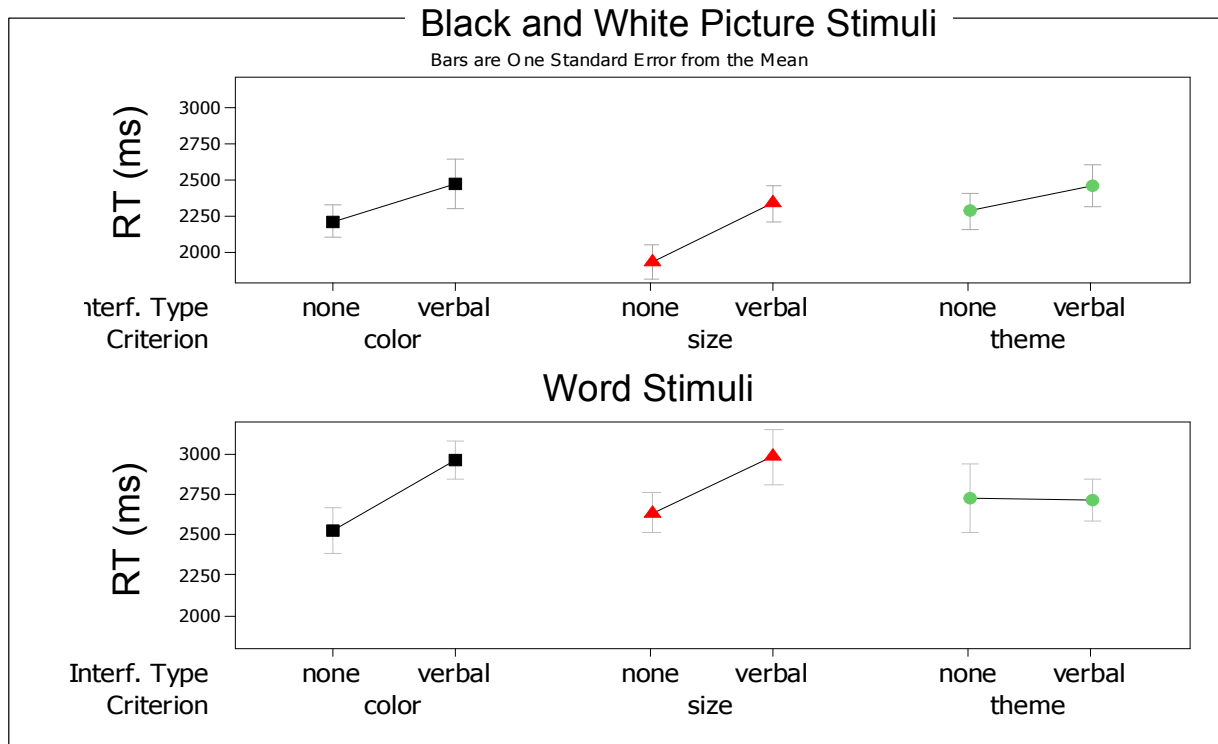 Black and White Picture Stimuli
Bars are One Standard Error from the Mean
RT (ms)
3000
2750
2500
2250
2000
nterf. Type none verbal none verbal none verbal
Criterion color size theme
Word Stimuli
RT (ms)
3000
2750
2500
2250
2000
Interf. Type none verbal none verbal none verbal
Criterion color size theme